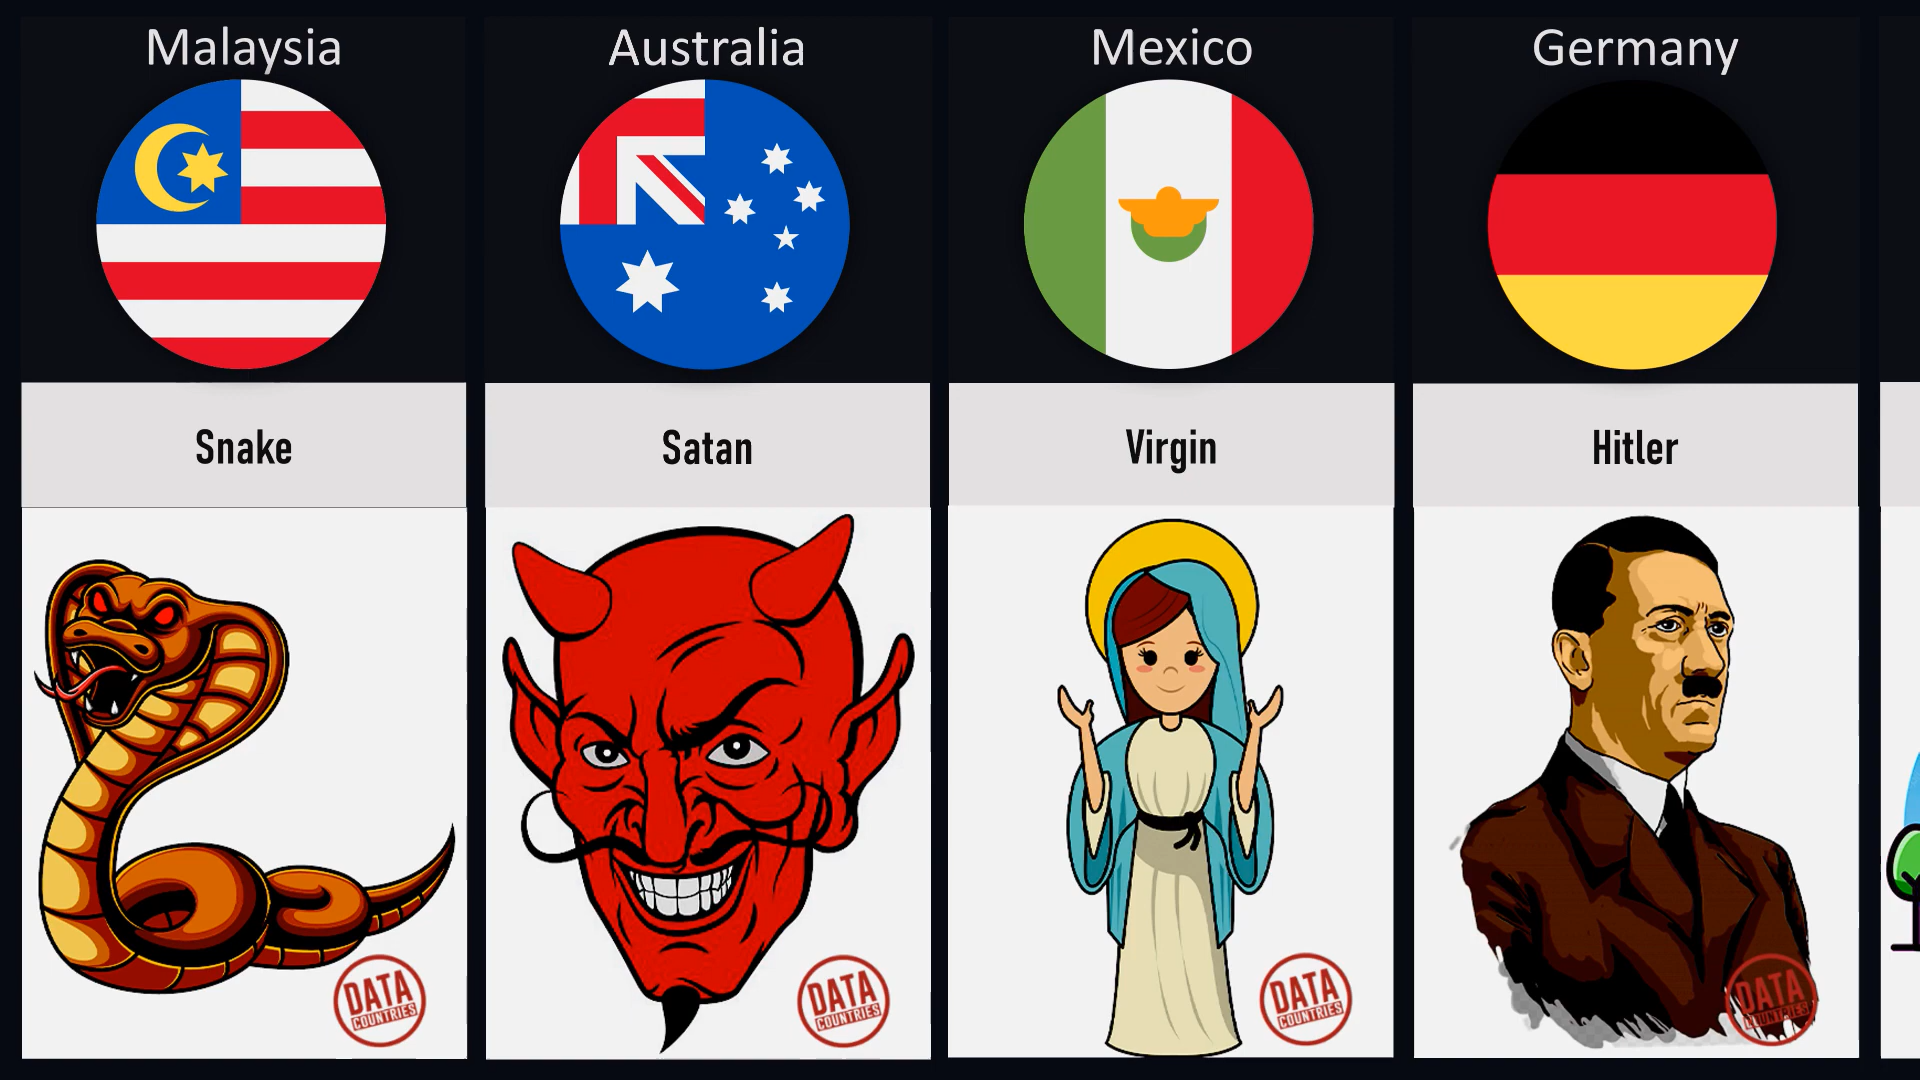 Malaysia
Australia
Mexico
Germany
Snake
Satan
Virgin
Hitler
DATA
COUNTRIES
DATA
COUNTRIES
DATA
COUNTRIES
DATA
COUNTRIES